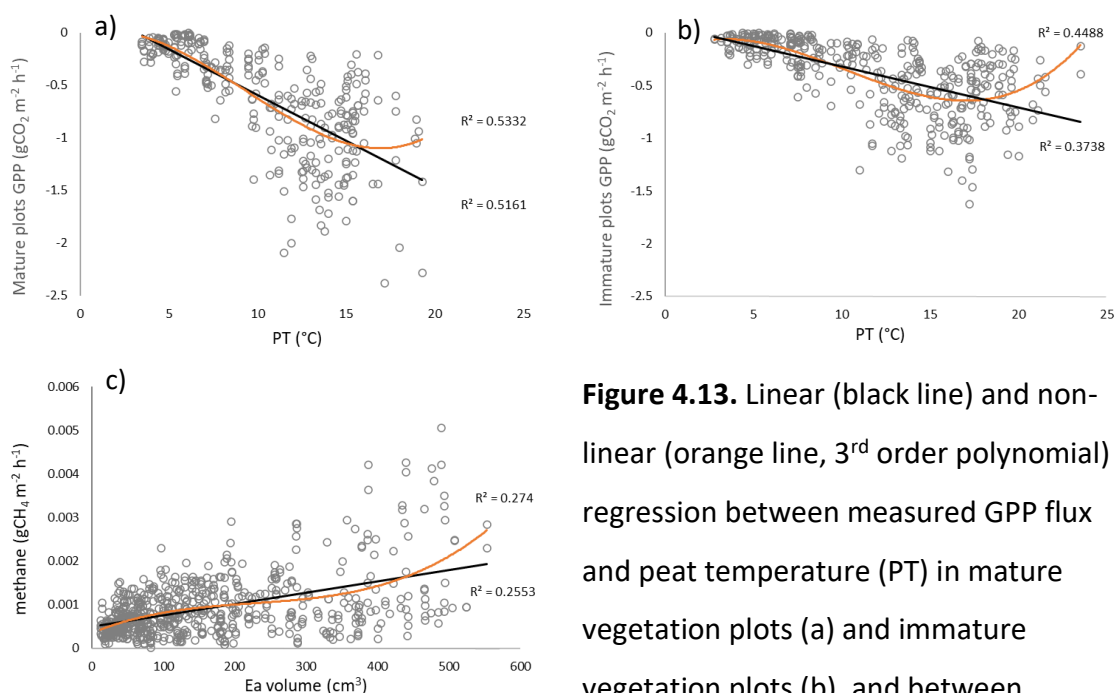 a)
Mature plots GPP (gCO₂ m⁻² h⁻¹)
0
-0.5
-1
-1.5
-2
-2.5
R² = 0.5332
R² = 0.5161
0 5 10 15 20 25
PT (°C)
b)
Immature plots GPP (gCO₂ m⁻² h⁻¹)
0
-0.5
-1
-1.5
-2
-2.5
R² = 0.4488
R² = 0.3738
0 5 10 15 20 25
PT (°C)
c)
methane (gCH₄ m⁻² h⁻¹)
0.006
0.005
0.004
0.003
0.002
0.001
0
R² = 0.274
R² = 0.2553
0 100 200 300 400 500 600
Ea volume (cm³)
Figure 4.13. Linear (black line) and non-
linear (orange line, 3rd order polynomial)
regression between measured GPP flux
and peat temperature (PT) in mature
vegetation plots (a) and immature
vegetation plots (b), and between